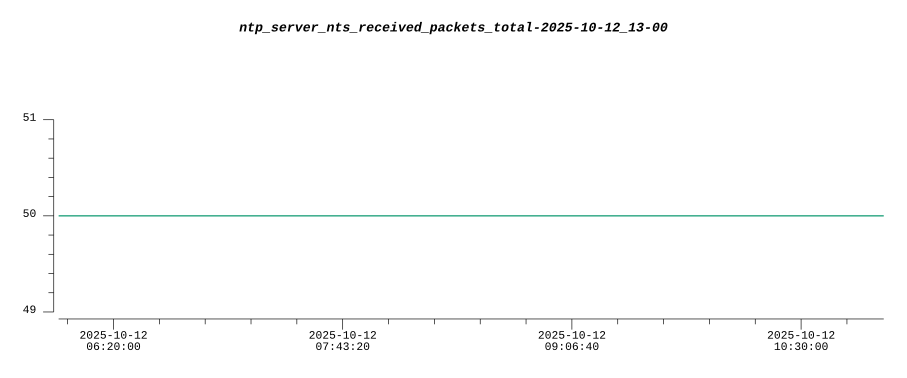 ntp_server_nts_received_packets_total-2025-10-12_13-00
51
50
49
2025-10-12 2025-10-12 2025-10-12 2025-10-12
06:20:00 07:43:20 09:06:40 10:30:00